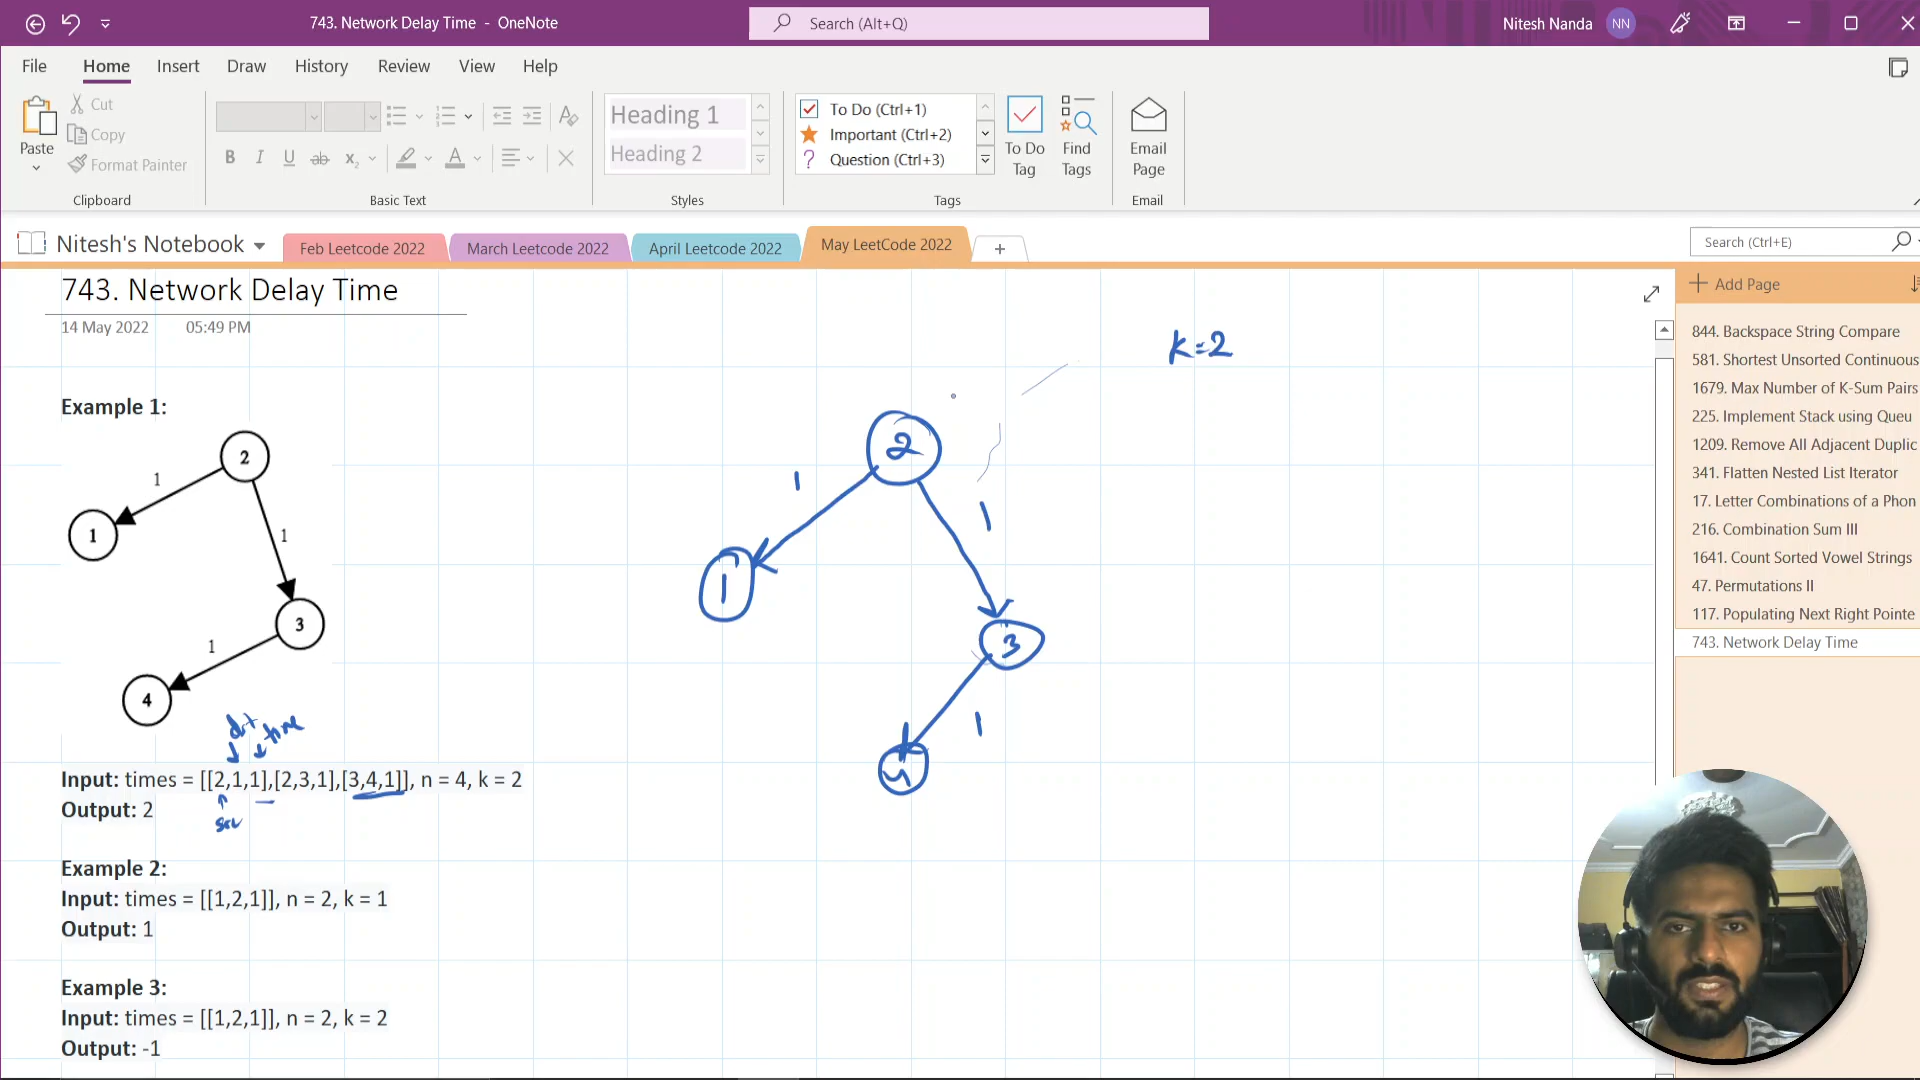 743. Network Delay Time - OneNote
Search (Alt+Q)
Nitesh Nanda
NN
File Home Insert Draw History Review View Help
Paste
Cut
Copy
Format Painter
Clipboard
B I U ab x₂ A
Basic Text
Heading 1
Heading 2
Styles
To Do (Ctrl+1)
Important (Ctrl+2)
Question (Ctrl+3)
To Do Tag
Find Tags
Tags
Email Page
Email
Nitesh's Notebook
Feb Leetcode 2022
March Leetcode 2022
April Leetcode 2022
May LeetCode 2022
+
Search (Ctrl+E)
743. Network Delay Time
14 May 2022 05:49 PM
Example 1:
2
1
1
1
3
1
4
time
Input: times = [[2,1,1],[2,3,1],[3,4,1]], n = 4, k = 2
Output: 2
Example 2:
Input: times = [[1,2,1]], n = 2, k = 1
Output: 1
Example 3:
Input: times = [[1,2,1]], n = 2, k = 2
Output: -1
k=2
2
1
1
1
3
1
4
Add Page
844. Backspace String Compare
581. Shortest Unsorted Continuous
1679. Max Number of K-Sum Pairs
225. Implement Stack using Queu
1209. Remove All Adjacent Duplic
341. Flatten Nested List Iterator
17. Letter Combinations of a Phon
216. Combination Sum III
1641. Count Sorted Vowel Strings
47. Permutations II
117. Populating Next Right Pointe
743. Network Delay Time